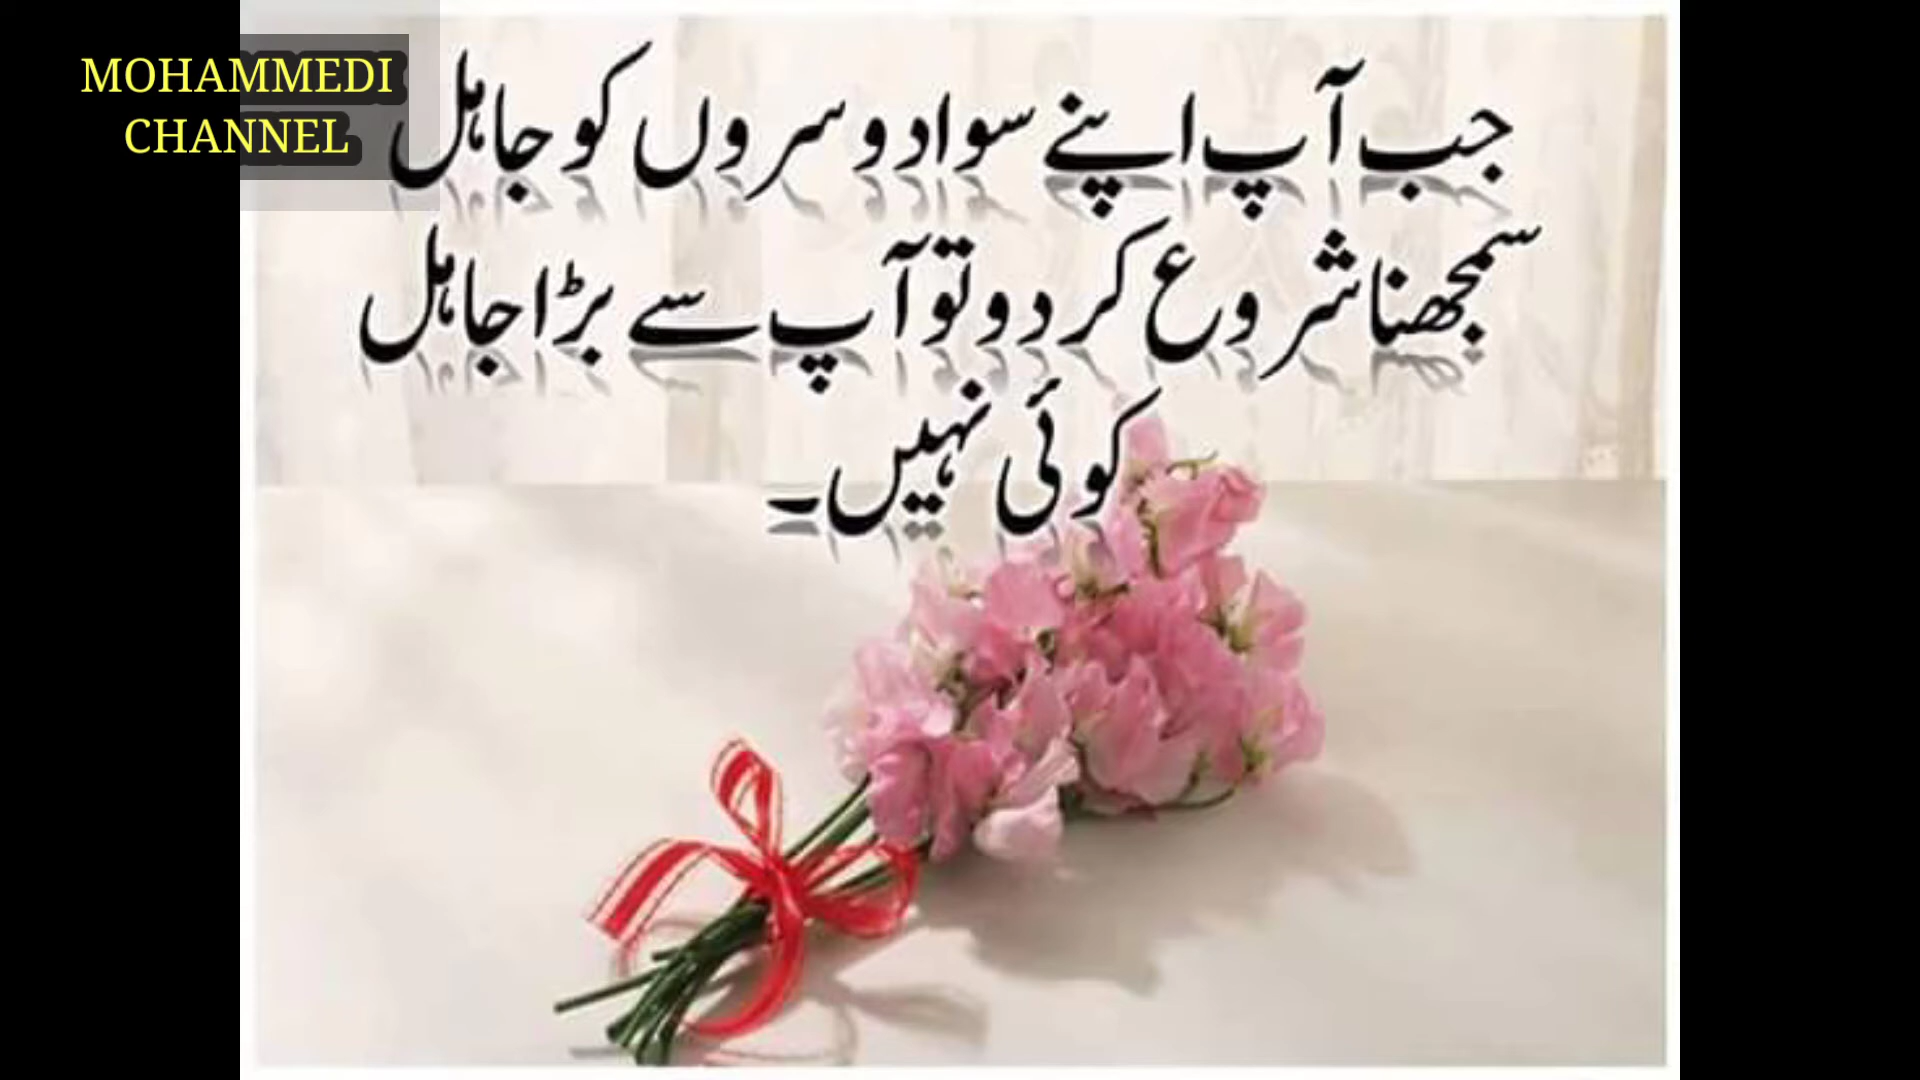 MOHAMMEDI
CHANNEL
جب آپ اپنے سوا دوسروں کو جاہل
سمجھنا شروع کر دو تو آپ سے بڑا جاہل
کوئی نہیں۔